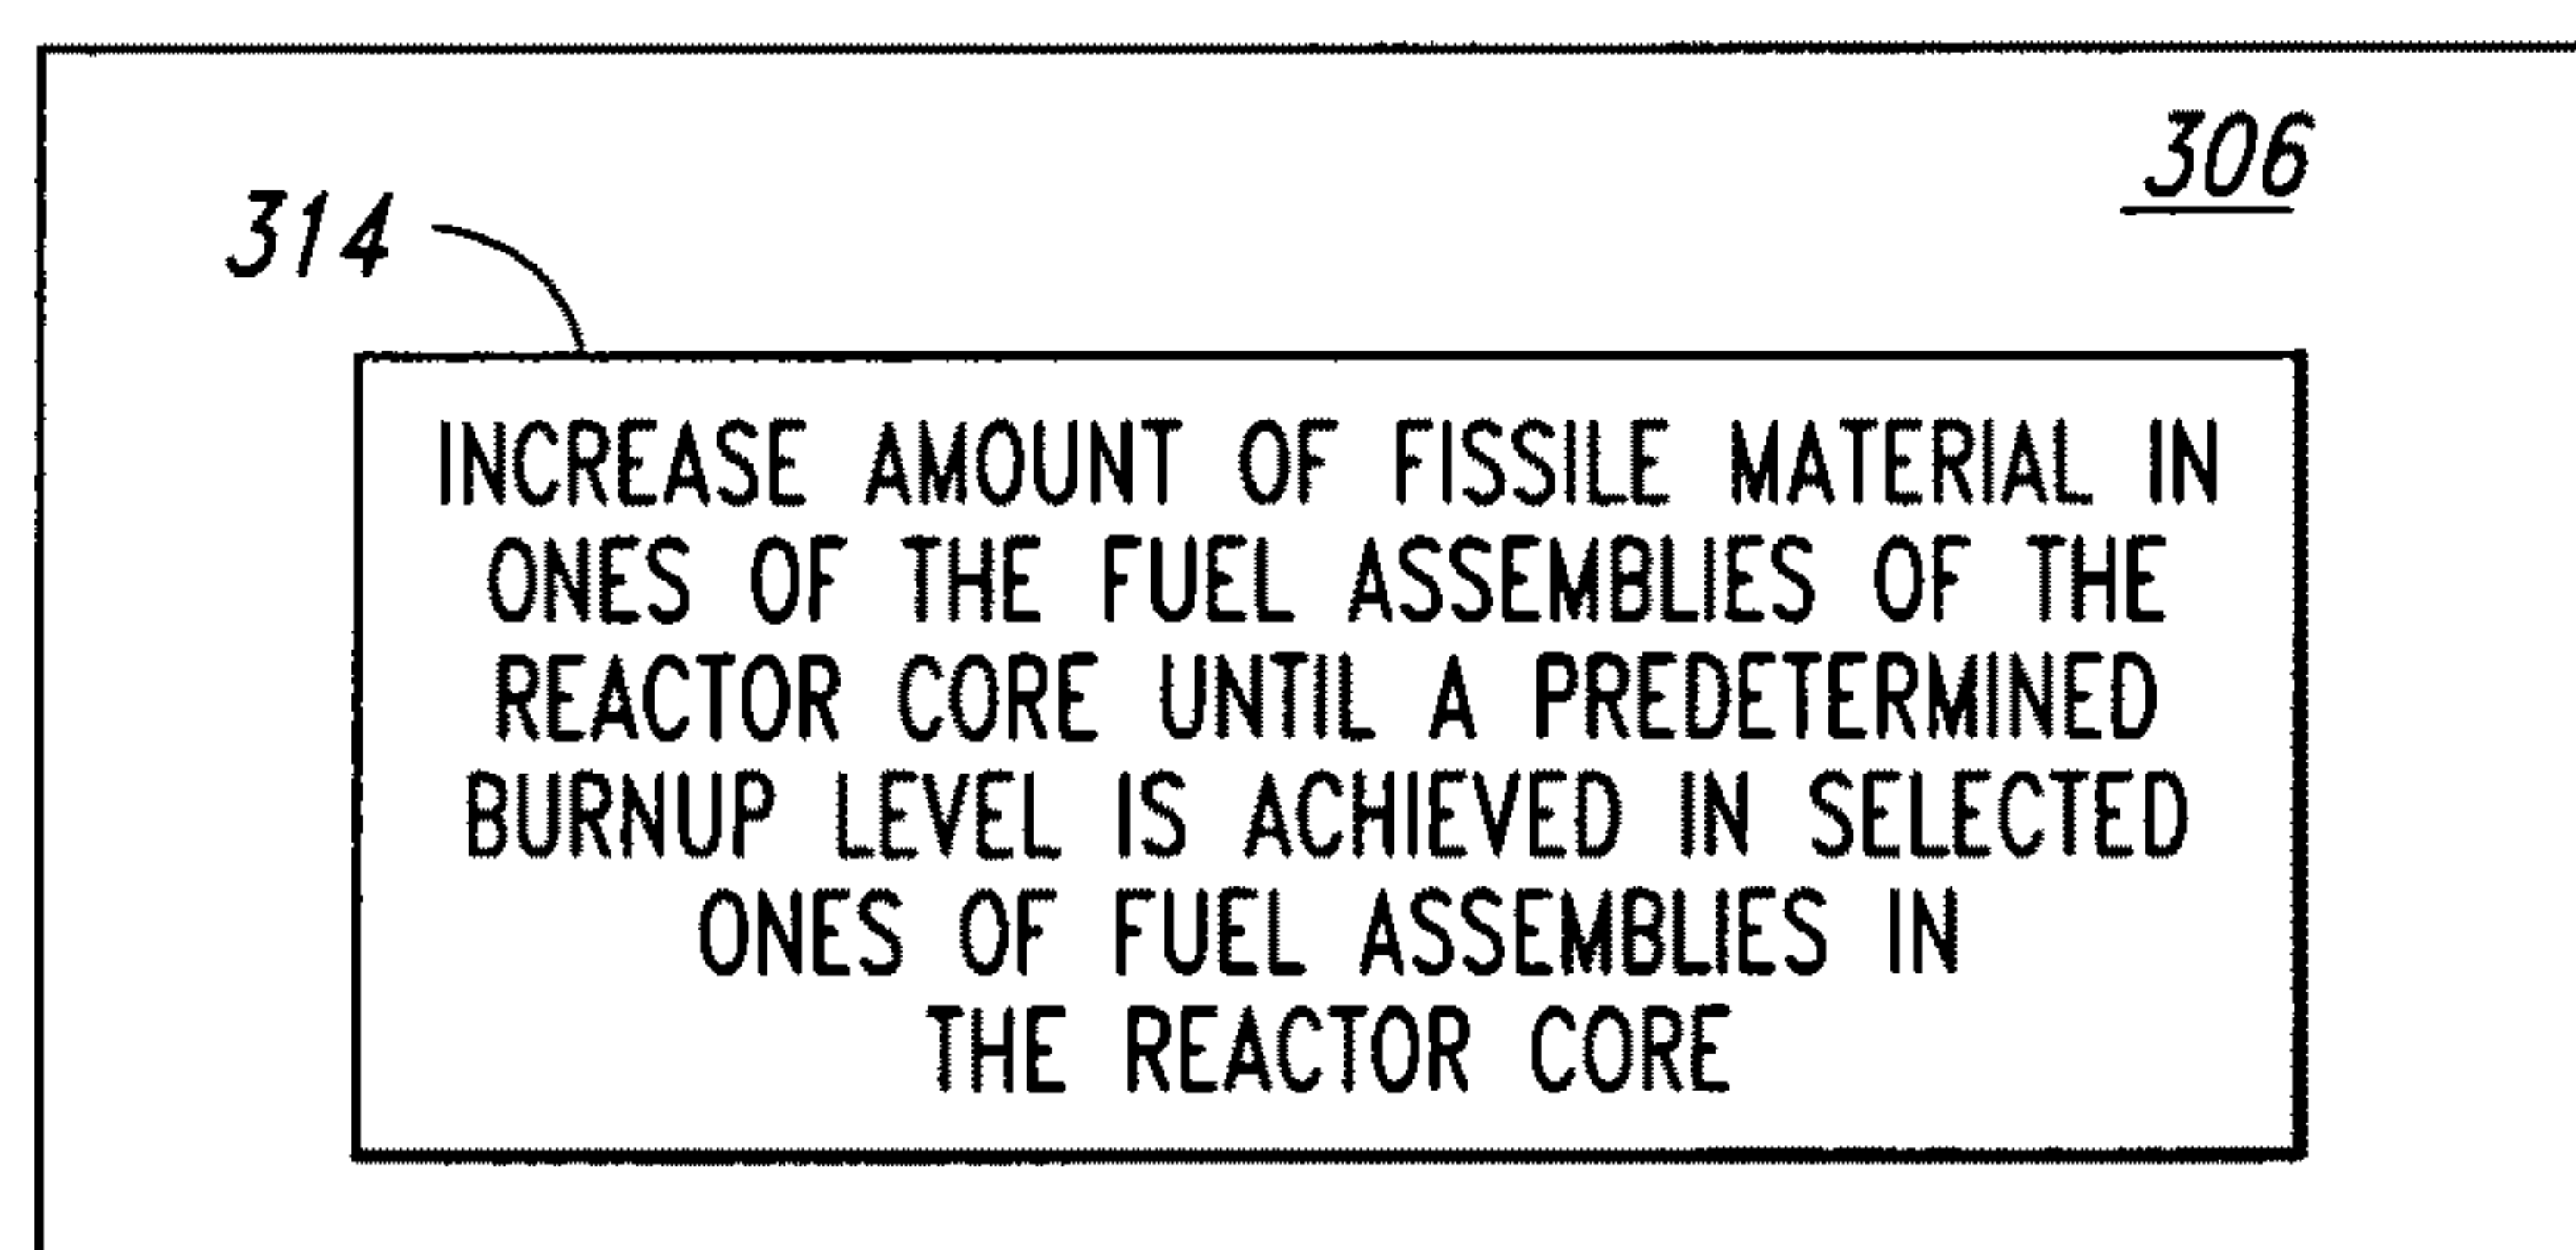 306
314
INCREASE AMOUNT OF FISSILE MATERIAL IN
ONES OF THE FUEL ASSEMBLIES OF THE
REACTOR CORE UNTIL A PREDETERMINED
BURNUP LEVEL IS ACHIEVED IN SELECTED
ONES OF FUEL ASSEMBLIES IN
THE REACTOR CORE